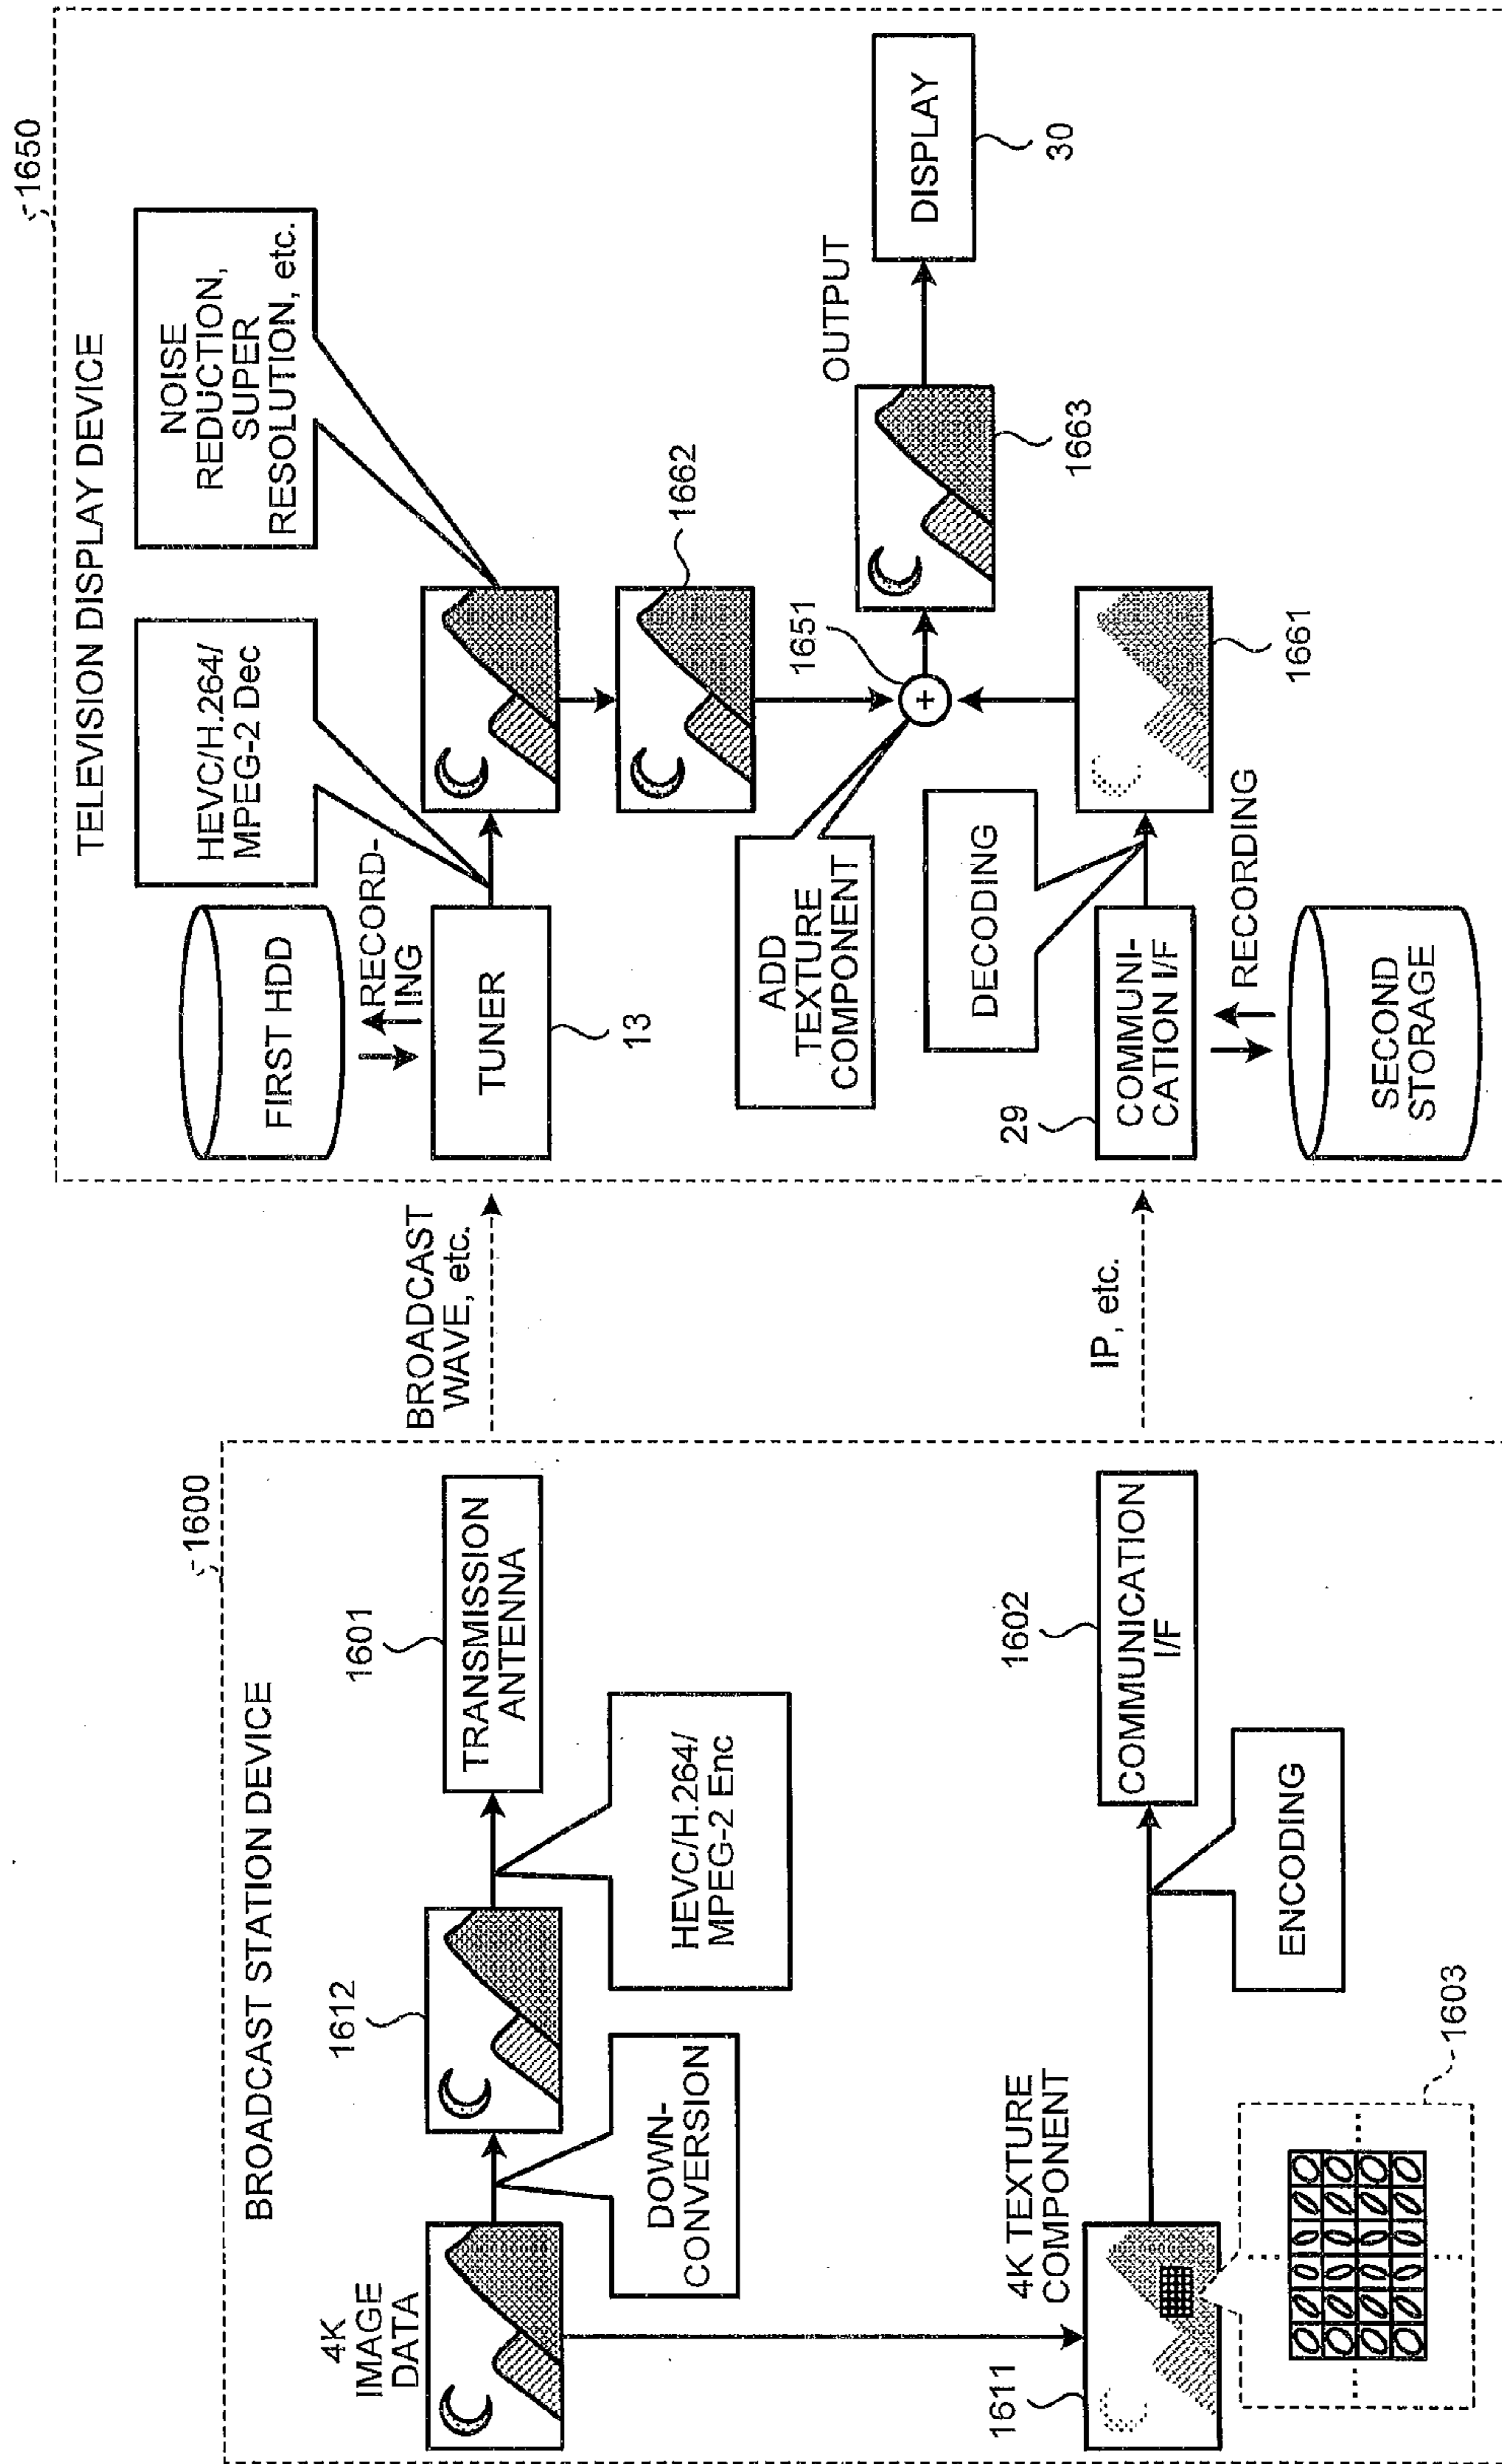 BROADCAST STATION DEVICE
1600
4K
IMAGE
DATA
DOWN-
CONVERSION
1612
HEVC/H.264/
MPEG-2 Enc
1601
TRANSMISSION
ANTENNA
1611
4K TEXTURE
COMPONENT
1603
ENCODING
1602
COMMUNICATION
I/F
BROADCAST
WAVE, etc.
IP, etc.
TELEVISION DISPLAY DEVICE
1650
FIRST HDD
RECORD-
ING
TUNER
13
HEVC/H.264/
MPEG-2 Dec
NOISE
REDUCTION,
SUPER
RESOLUTION, etc.
1662
ADD
TEXTURE
COMPONENT
1651
+
OUTPUT
1663
DISPLAY
30
DECODING
29
COMMUNI-
CATION I/F
1661
RECORDING
SECOND
STORAGE